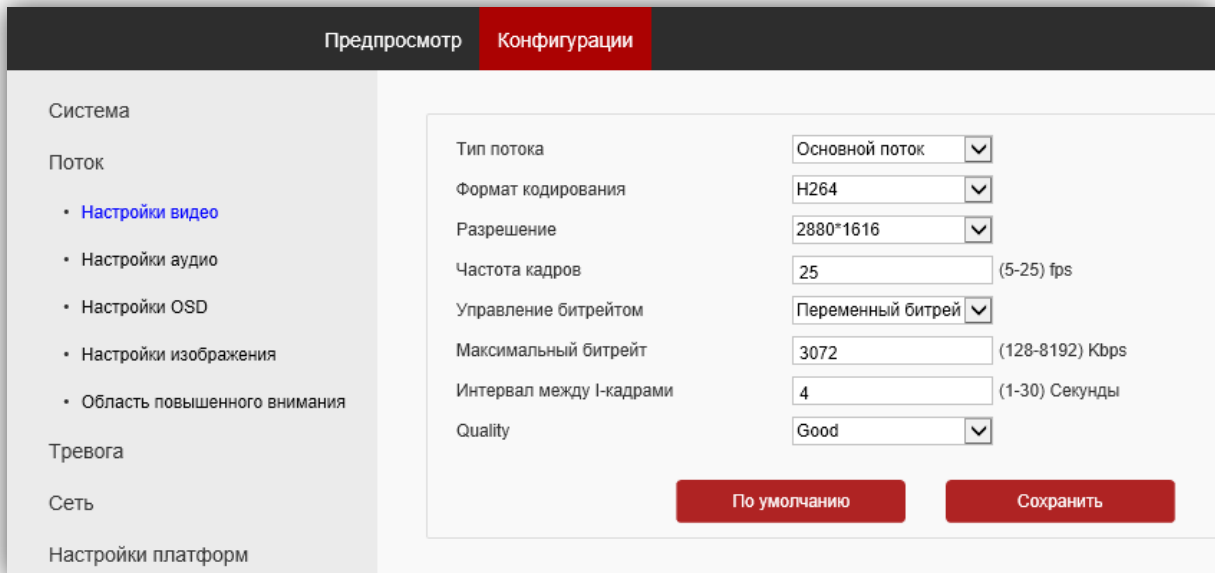 Предпросмотр Конфигурации
Система
Поток
• Настройки видео
• Настройки аудио
• Настройки OSD
• Настройки изображения
• Область повышенного внимания
Тревога
Сеть
Настройки платформ
Тип потока Основной поток
Формат кодирования H264
Разрешение 2880*1616
Частота кадров 25 (5-25) fps
Управление битрейтом Переменный битрей
Максимальный битрейт 3072 (128-8192) Kbps
Интервал между I-кадрами 4 (1-30) Секунды
Quality Good
По умолчанию Сохранить